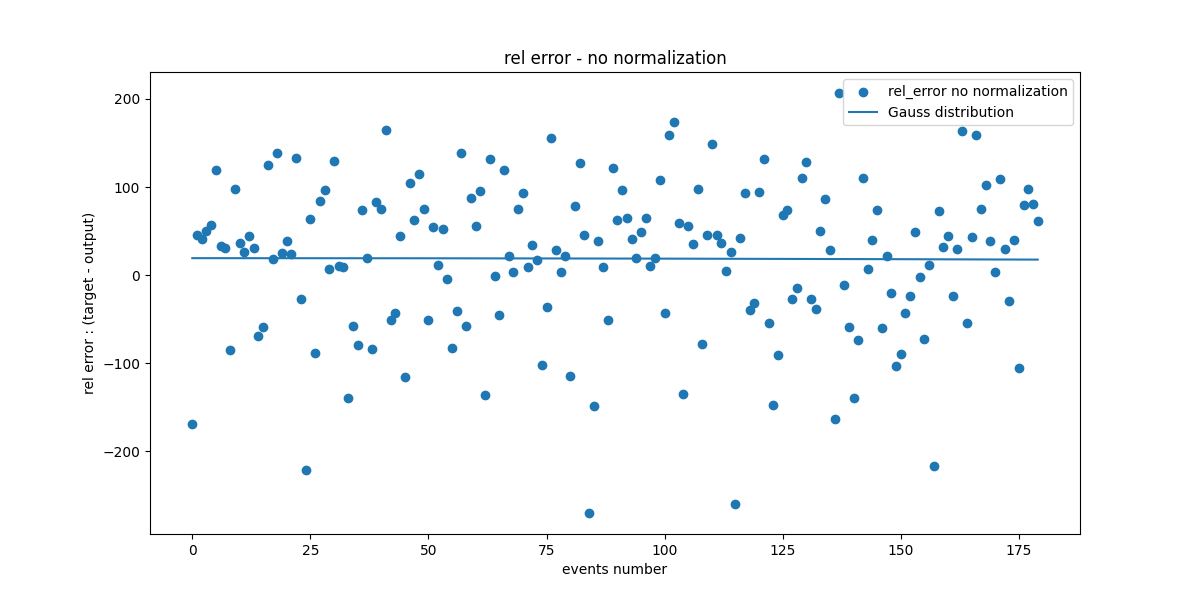 rel error - no normalization
rel_error no normalization
Gauss distribution
rel error : (target - output)
200
100
0
−100
−200
0
25
50
75
100
125
150
175
events number